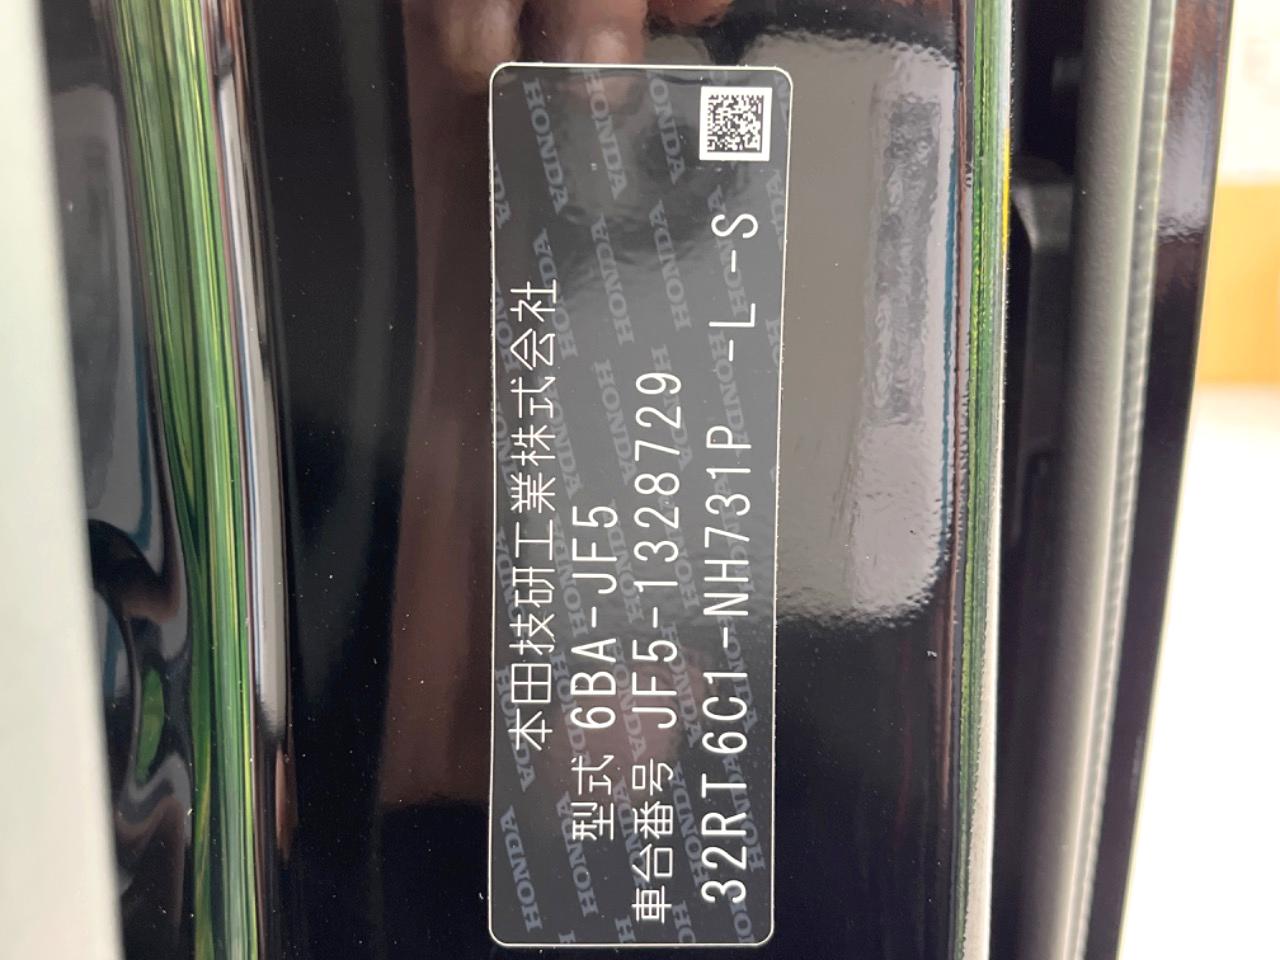 本田技研工業株式会社
型式 6BA-JF5
車台番号 JF5-1328729
32RT6C1-NH731P -L-S